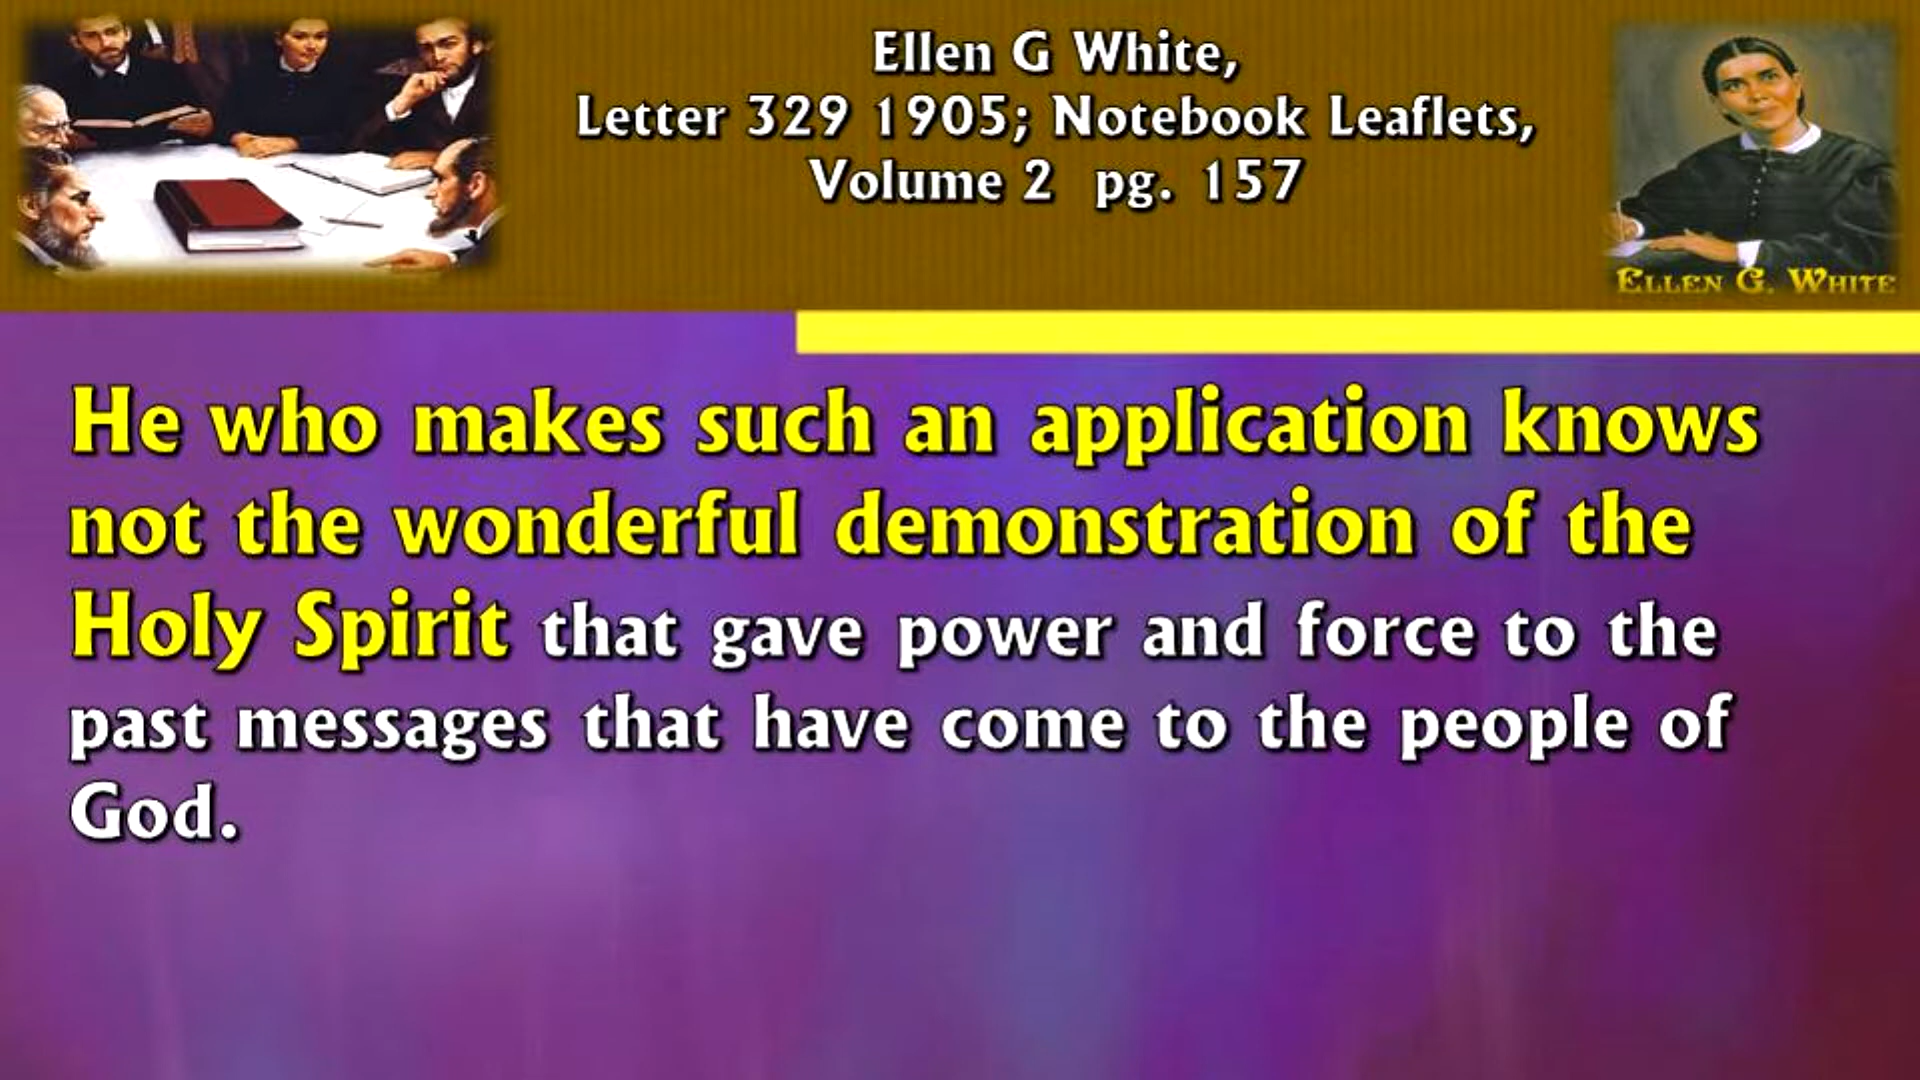 Ellen G White,
Letter 329 1905; Notebook Leaflets,
Volume 2 pg. 157
ELLEN G. WHITE
He who makes such an application knows
not the wonderful demonstration of the
Holy Spirit that gave power and force to the
past messages that have come to the people of
God.